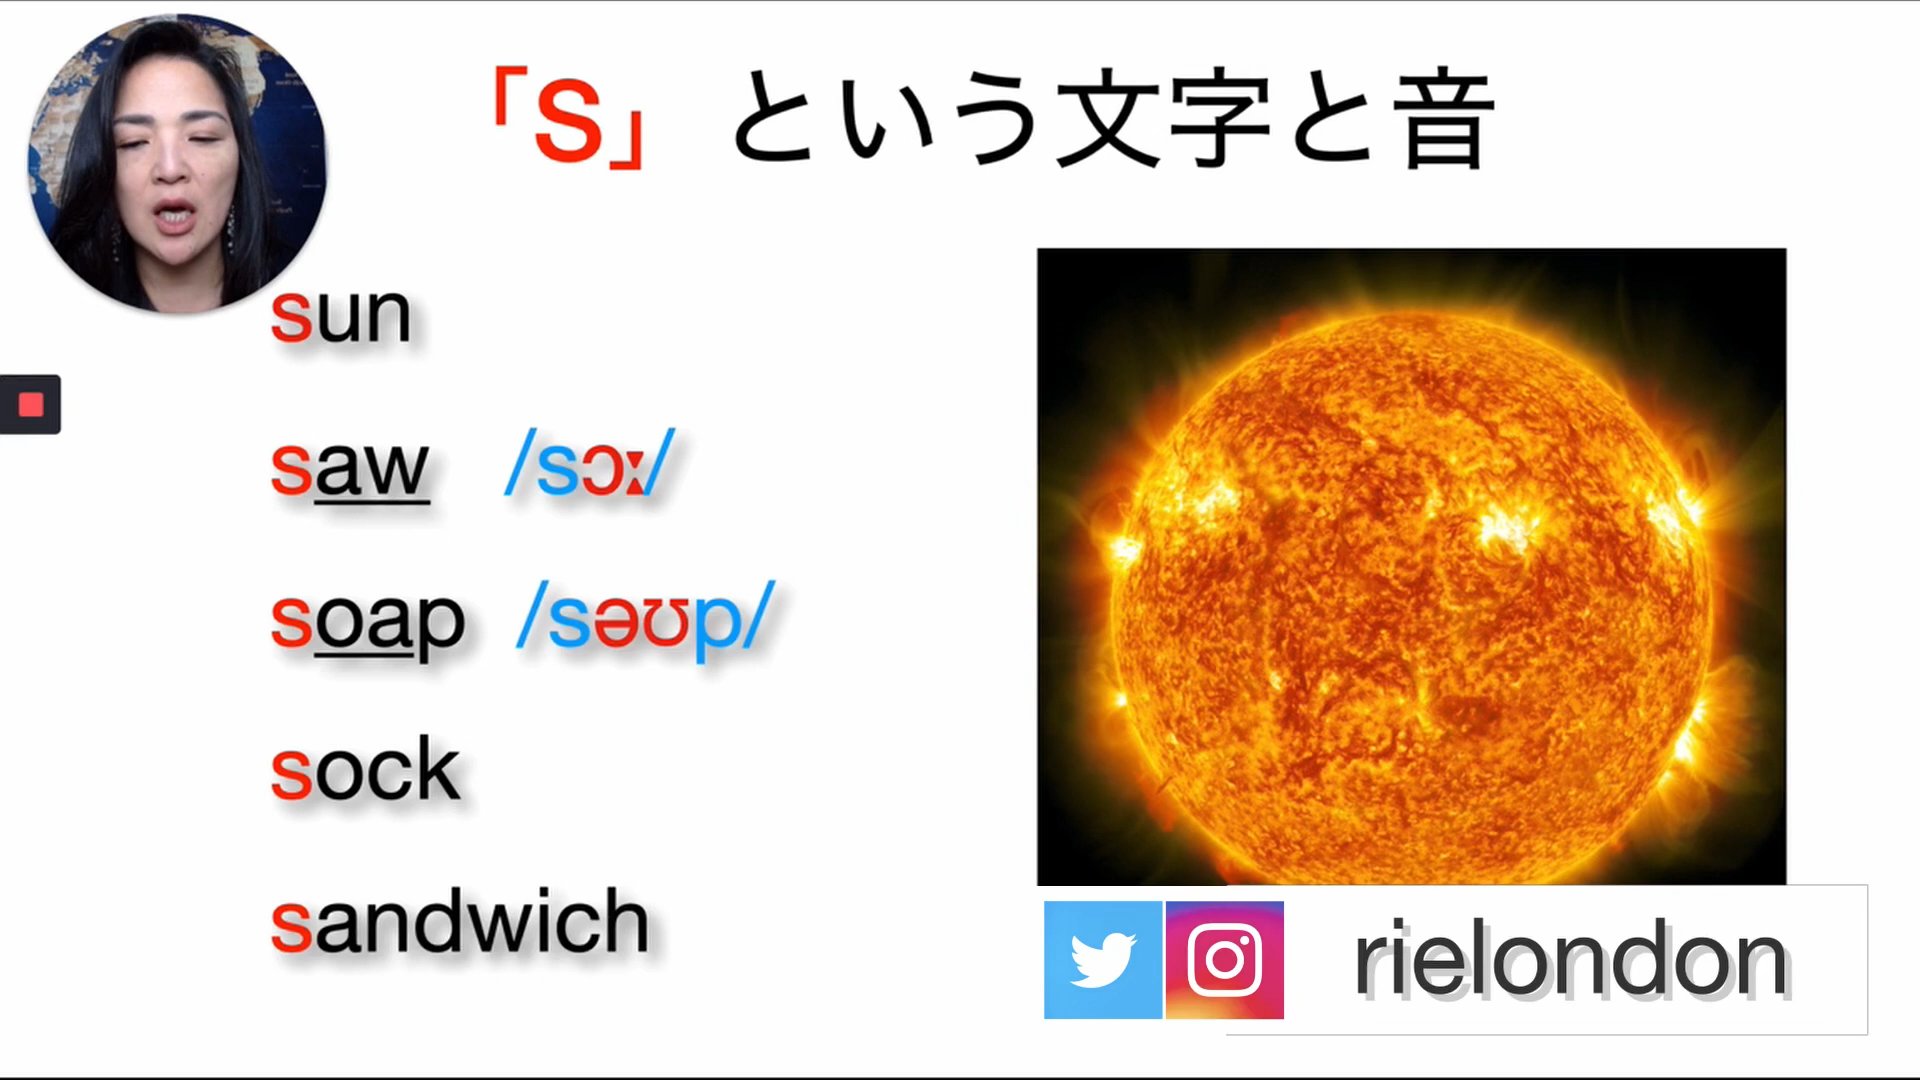 「s」 という文字と音
sun
saw /sɔː/
soap /səʊp/
sock
sandwich
rielondon